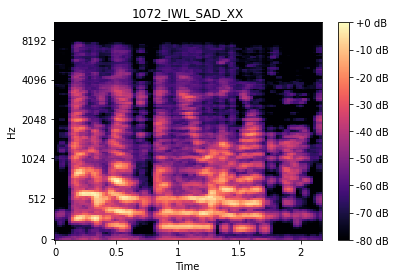 1072_IWL_SAD_XX
+0 dB
8192
-10 dB
4096
-20 dB
-30 dB
2048
-40 dB
Hz
1024
-50 dB
512
-60 dB
-70 dB
0
-80 dB
0 0.5 1 1.5 2
Time